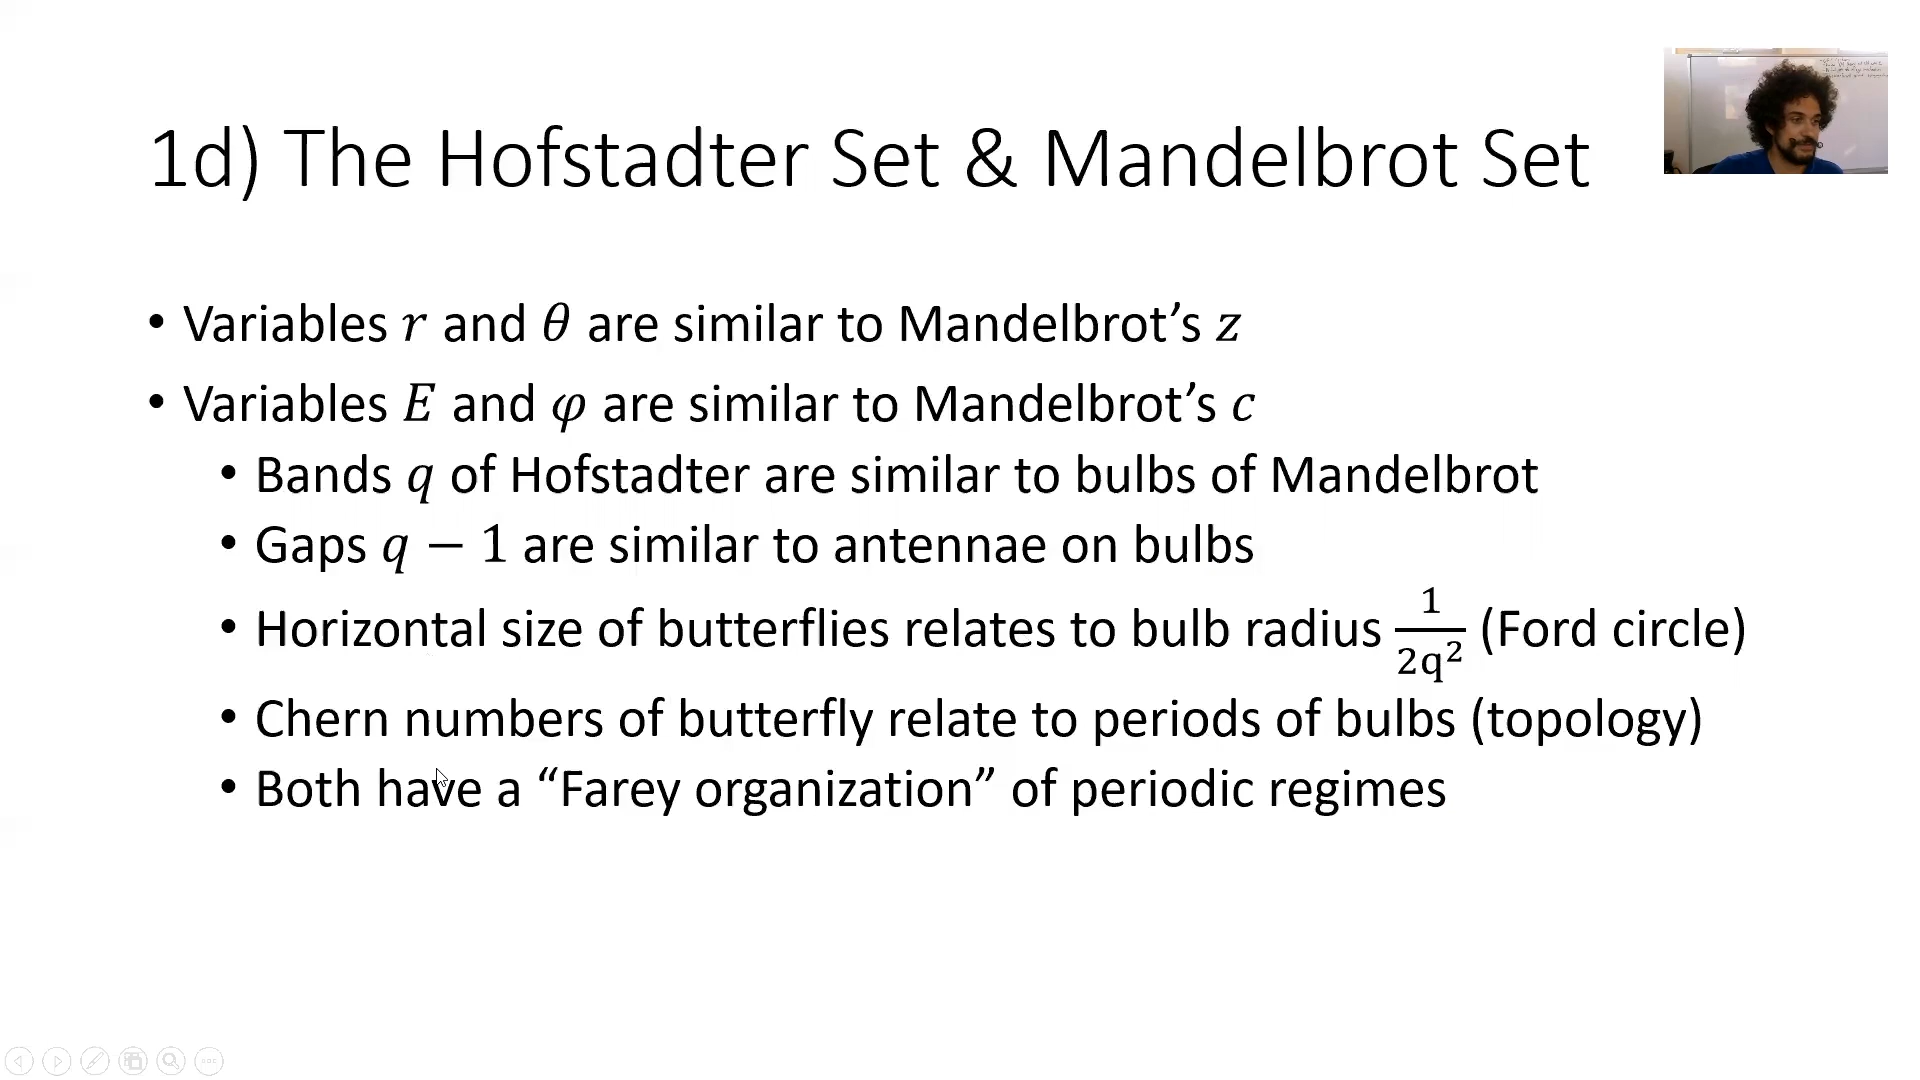 1d) The Hofstadter Set & Mandelbrot Set
• Variables r and θ are similar to Mandelbrot’s z
• Variables E and φ are similar to Mandelbrot’s c
• Bands q of Hofstadter are similar to bulbs of Mandelbrot
• Gaps q − 1 are similar to antennae on bulbs
• Horizontal size of butterflies relates to bulb radius 1/2q² (Ford circle)
• Chern numbers of butterfly relate to periods of bulbs (topology)
• Both have a “Farey organization” of periodic regimes